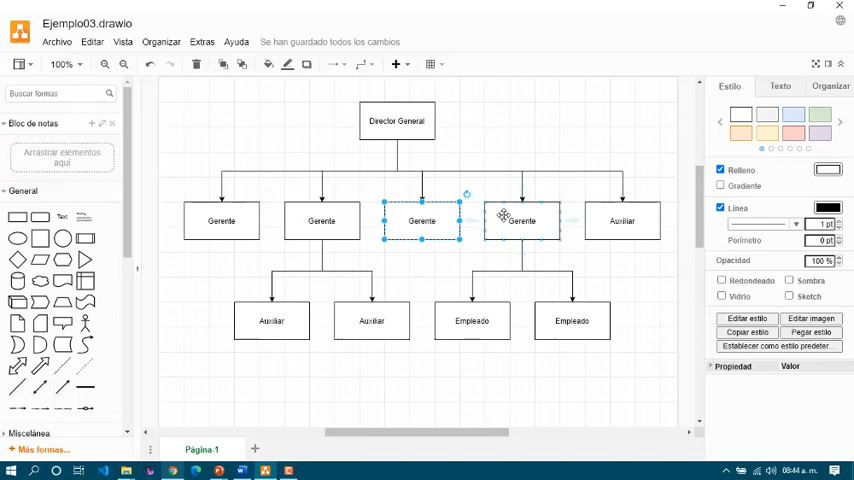 Ejemplo03.drawio
Archivo Editar Vista Organizar Extras Ayuda Se han guardado todos los cambios
100%
Buscar formas
Bloc de notas
Arrastrar elementos
aquí
General
Text
Miscelánea
+ Más formas...
Director General
Gerente Gerente Gerente Gerente Auxiliar
Auxiliar Auxiliar Empleado Empleado
Página-1
Estilo Texto Organizar
Relleno
Gradiente
Línea
1 pt
Perímetro 0 pt
Opacidad 100 %
Redondeado Sombra
Vidrio Sketch
Editar estilo Editar imagen
Copiar estilo Pegar estilo
Establecer como estilo predeter...
Propiedad Valor
08:44 a. m.